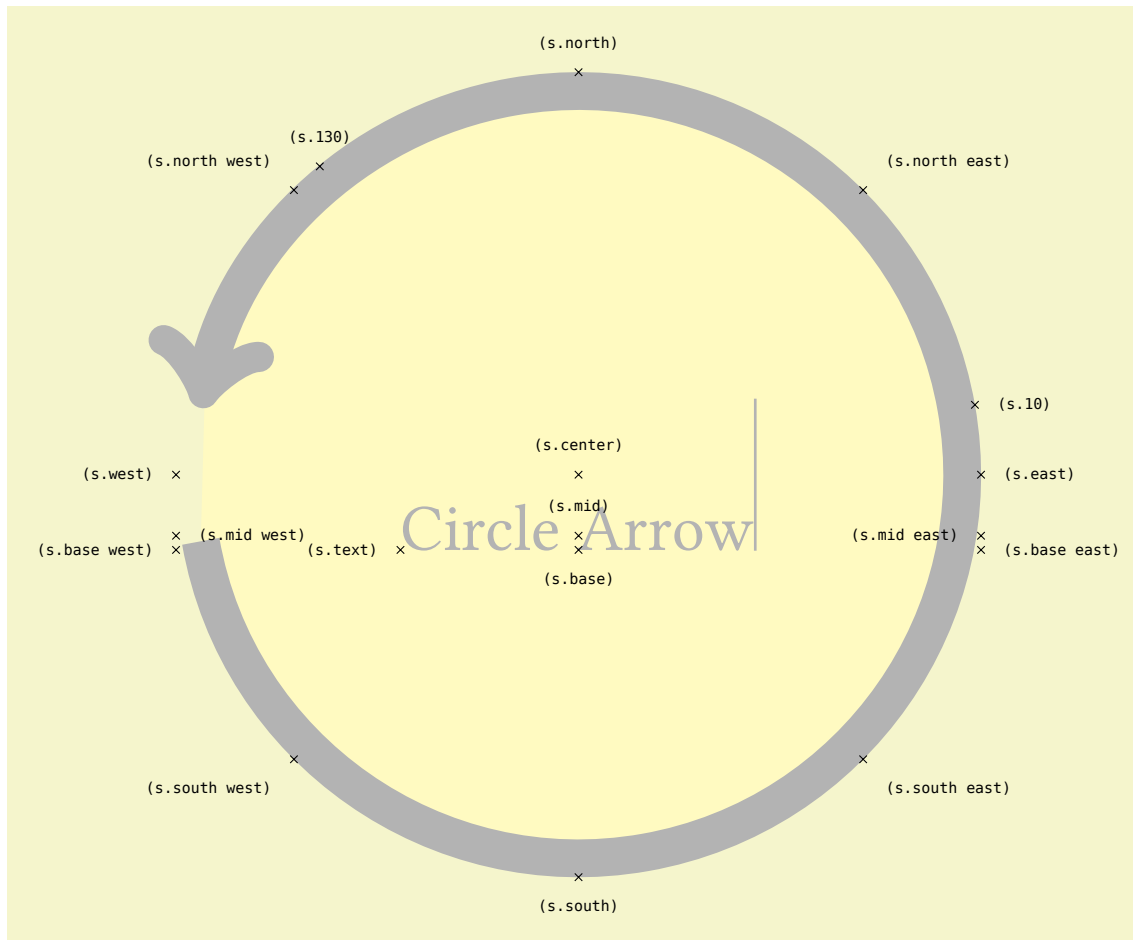 (s.north)
(s.130)
(s.north west)
(s.north east)
(s.10)
(s.center)
(s.west)
(s.east)
(s.mid)
Circle Arrow
(s.mid west)
(s.mid east)
(s.base west)
(s.text)
(s.base east)
(s.base)
(s.south west)
(s.south east)
(s.south)